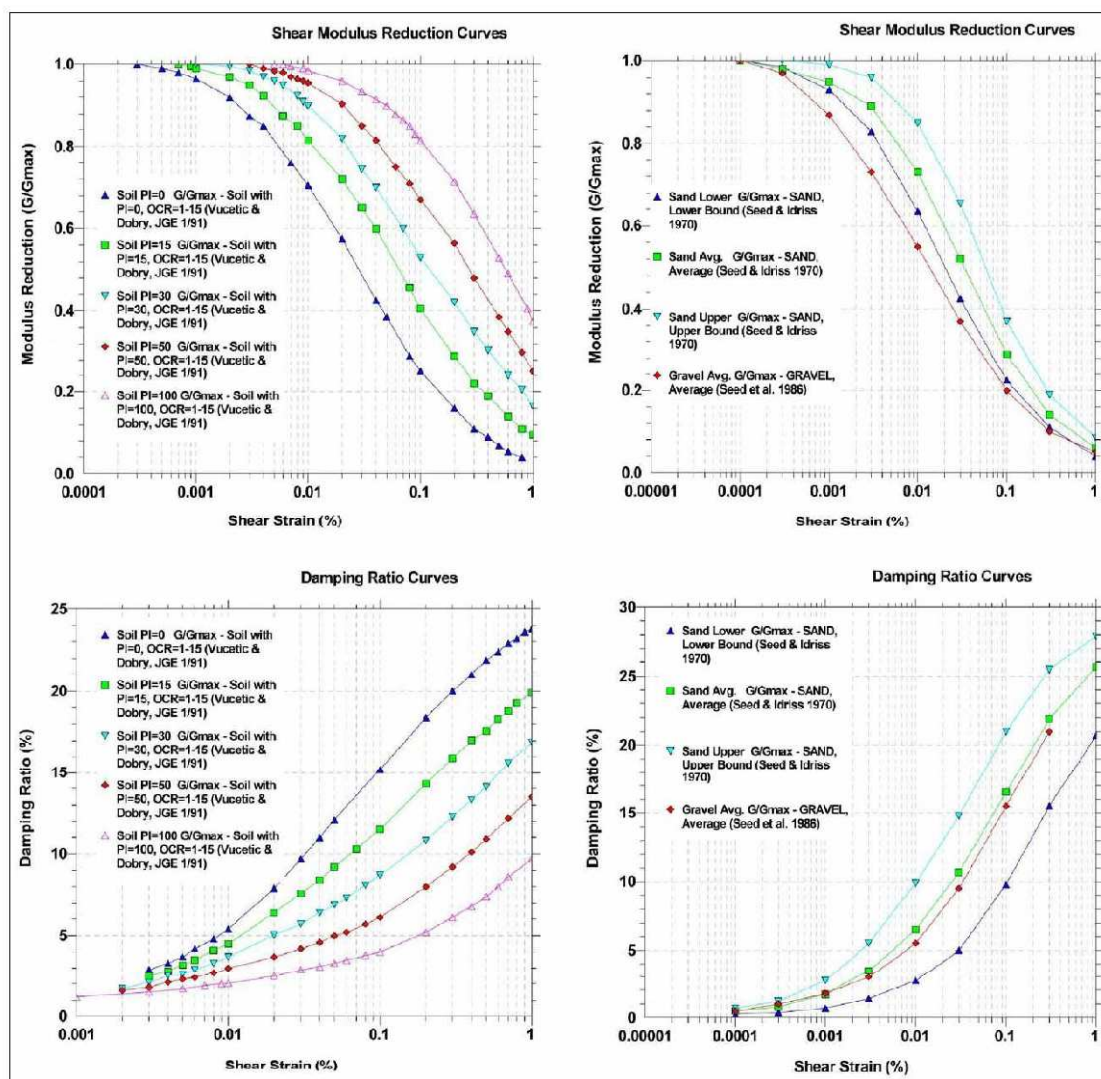 Shear Modulus Reduction Curves
Modulus Reduction (G/Gmax)
1.0
0.8
0.6
0.4
0.2
0.0
Soil PI=0 G/Gmax - Soil with
PI=0, OCR=1-15 (Vucetic &
Dobry, JGE 1/91)
Soil PI=15 G/Gmax - Soil with
PI=15, OCR=1-15 (Vucetic &
Dobry, JGE 1/91)
Soil PI=30 G/Gmax - Soil with
PI=30, OCR=1-15 (Vucetic &
Dobry, JGE 1/91)
Soil PI=50 G/Gmax - Soil with
PI=50, OCR=1-15 (Vucetic &
Dobry, JGE 1/91)
Soil PI=100 G/Gmax - Soil with
PI=100, OCR=1-15 (Vucetic &
Dobry, JGE 1/91)
0.0001 0.001 0.01 0.1 1
Shear Strain (%)
Shear Modulus Reduction Curves
Modulus Reduction (G/Gmax)
1.0
0.8
0.6
0.4
0.2
0.0
Sand Lower G/Gmax - SAND,
Lower Bound (Seed & Idriss
1970)
Sand Avg. G/Gmax - SAND,
Average (Seed & Idriss 1970)
Sand Upper G/Gmax - SAND,
Upper Bound (Seed & Idriss
1970)
Gravel Avg. G/Gmax - GRAVEL,
Average (Seed et al. 1986)
0.00001 0.0001 0.001 0.01 0.1 1
Shear Strain (%)
Damping Ratio Curves
Damping Ratio (%)
25
20
15
10
5
0
Soil PI=0 G/Gmax - Soil with
PI=0, OCR=1-15 (Vucetic &
Dobry, JGE 1/91)
Soil PI=15 G/Gmax - Soil with
PI=15, OCR=1-15 (Vucetic &
Dobry, JGE 1/91)
Soil PI=30 G/Gmax - Soil with
PI=30, OCR=1-15 (Vucetic &
Dobry, JGE 1/91)
Soil PI=50 G/Gmax - Soil with
PI=50, OCR=1-15 (Vucetic &
Dobry, JGE 1/91)
Soil PI=100 G/Gmax - Soil with
PI=100, OCR=1-15 (Vucetic &
Dobry, JGE 1/91)
0.001 0.01 0.1 1
Shear Strain (%)
Damping Ratio Curves
Damping Ratio (%)
30
25
20
15
10
5
0
Sand Lower G/Gmax - SAND,
Lower Bound (Seed & Idriss
1970)
Sand Avg. G/Gmax - SAND,
Average (Seed & Idriss 1970)
Sand Upper G/Gmax - SAND,
Upper Bound (Seed & Idriss
1970)
Gravel Avg. G/Gmax - GRAVEL,
Average (Seed et al. 1986)
0.00001 0.0001 0.001 0.01 0.1 1
Shear Strain (%)